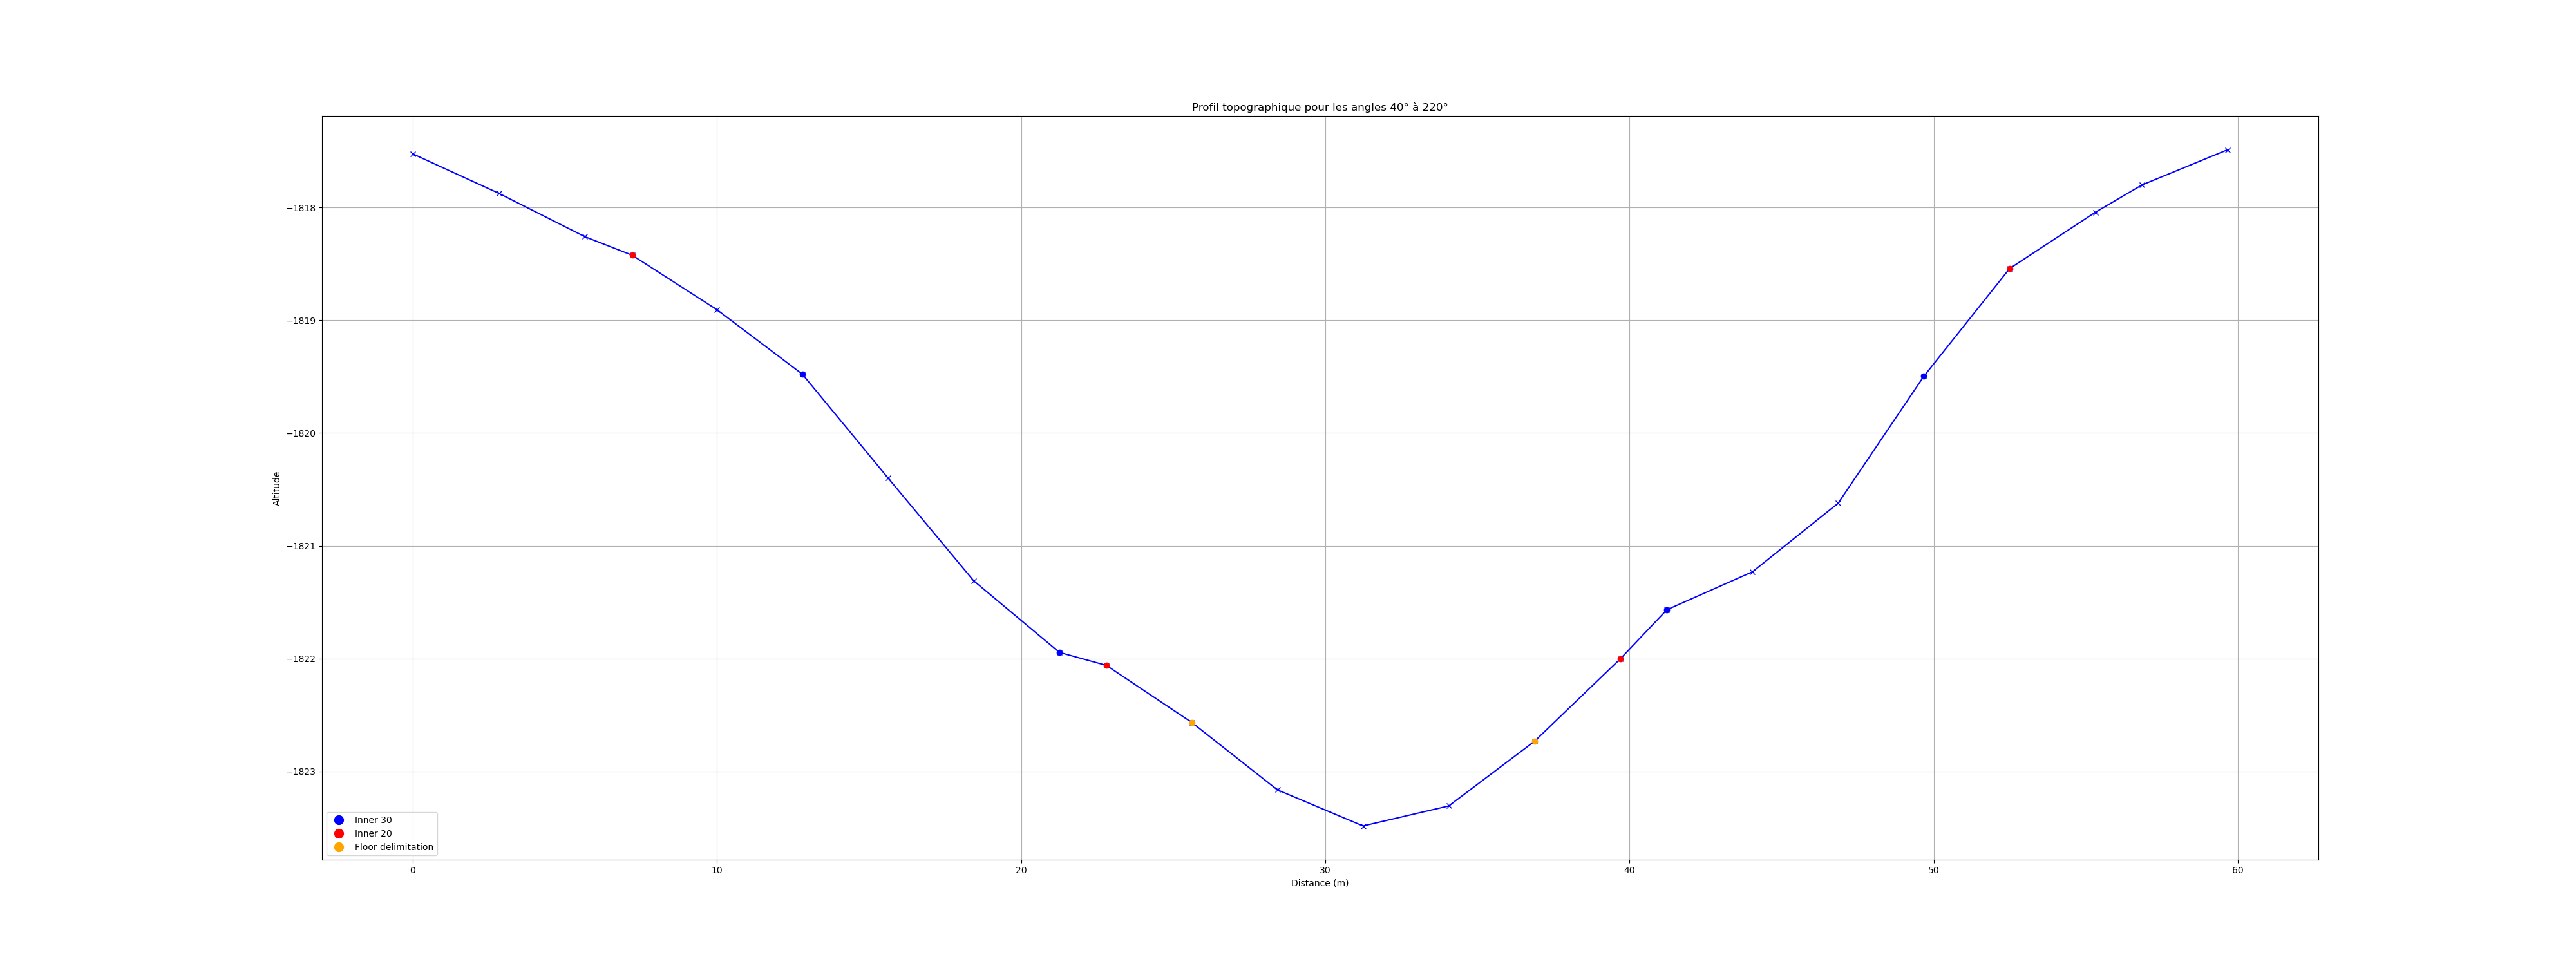 Profil topographique pour les angles 40° à 220°
Altitude
−1818
−1819
−1820
−1821
−1822
−1823
Inner 30
Inner 20
Floor delimitation
0 10 20 30 40 50 60
Distance (m)